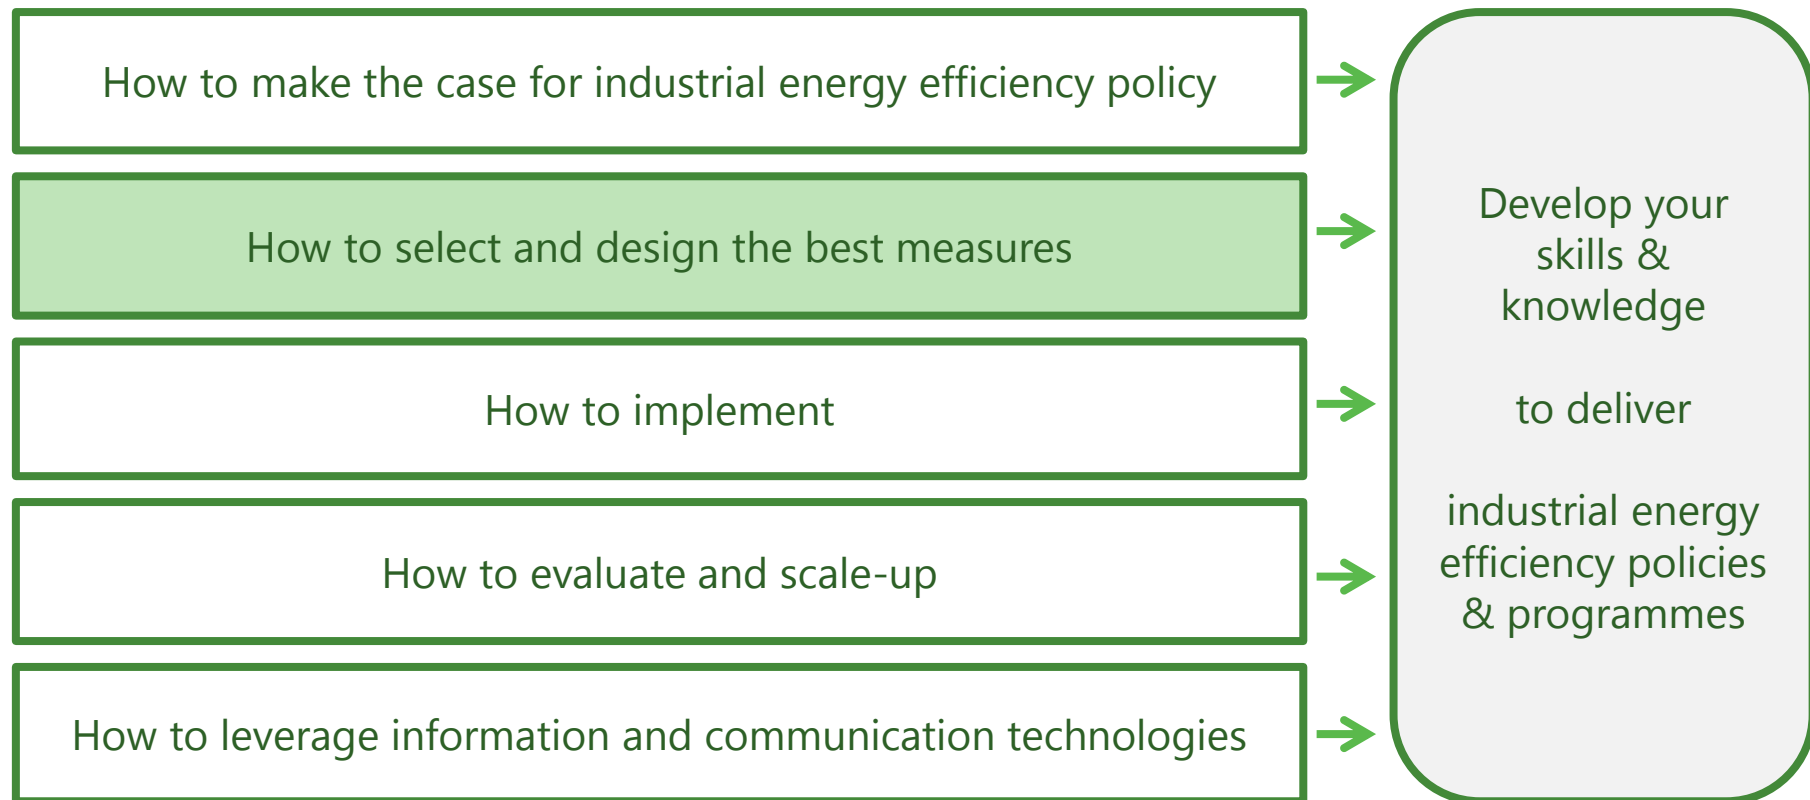 How to make the case for industrial energy efficiency policy
How to select and design the best measures
How to implement
How to evaluate and scale-up
How to leverage information and communication technologies
Develop your
skills &
knowledge
to deliver
industrial energy
efficiency policies
& programmes